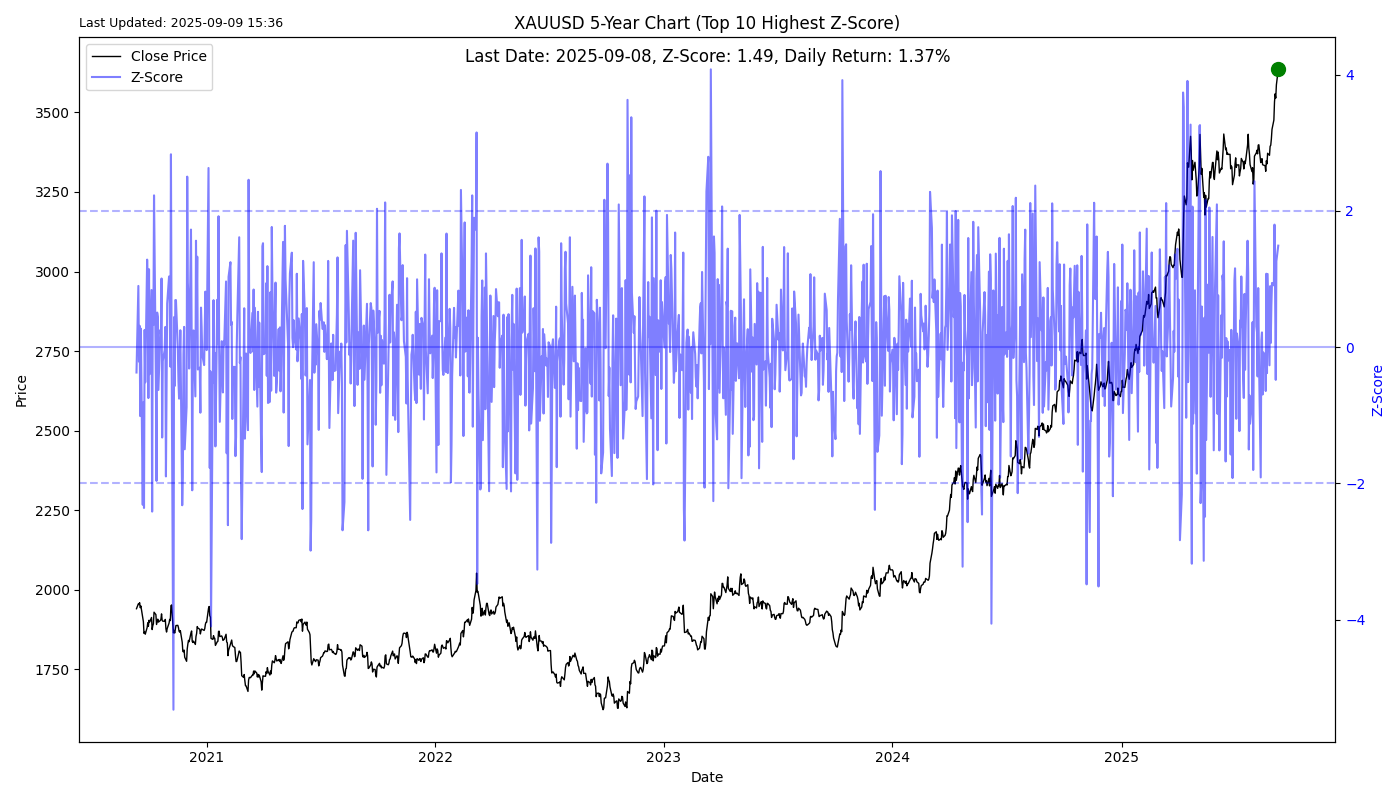 Last Updated: 2025-09-09 15:36
XAUUSD 5-Year Chart (Top 10 Highest Z-Score)
Last Date: 2025-09-08, Z-Score: 1.49, Daily Return: 1.37%
Close Price
Z-Score
3500
3250
3000
2750
2500
2250
2000
1750
Price
4
2
0
−2
−4
Z-Score
2021
2022
2023
2024
2025
Date